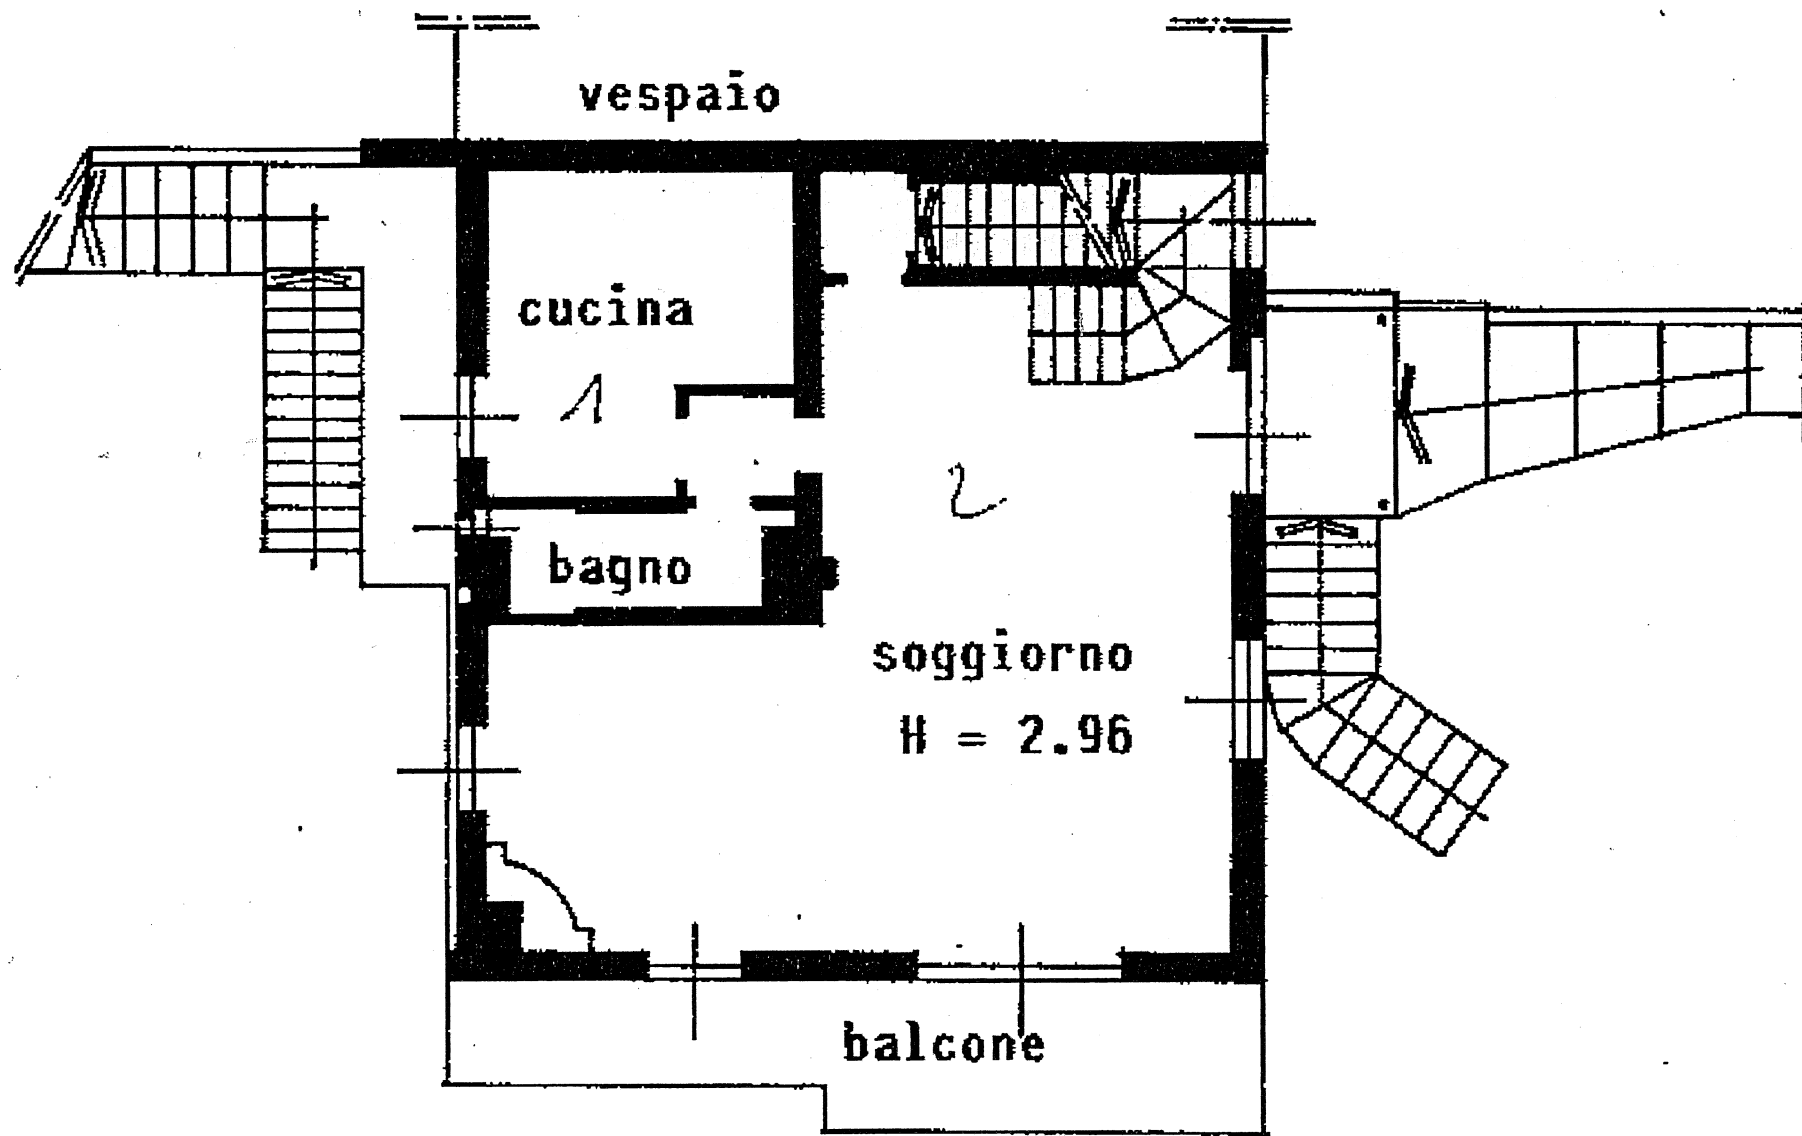 vespaio
cucina
1
2
bagno
soggiorno
H = 2.96
balcone